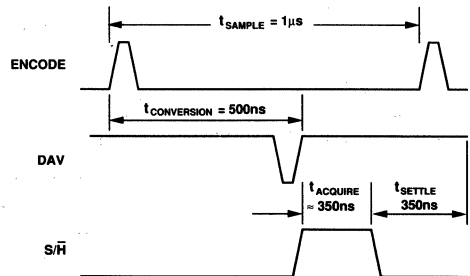 tSAMPLE = 1µs
ENCODE
tCONVERSION = 500ns
DAV
tACQUIRE
≈ 350ns
tSETTLE
350ns
S/H̅